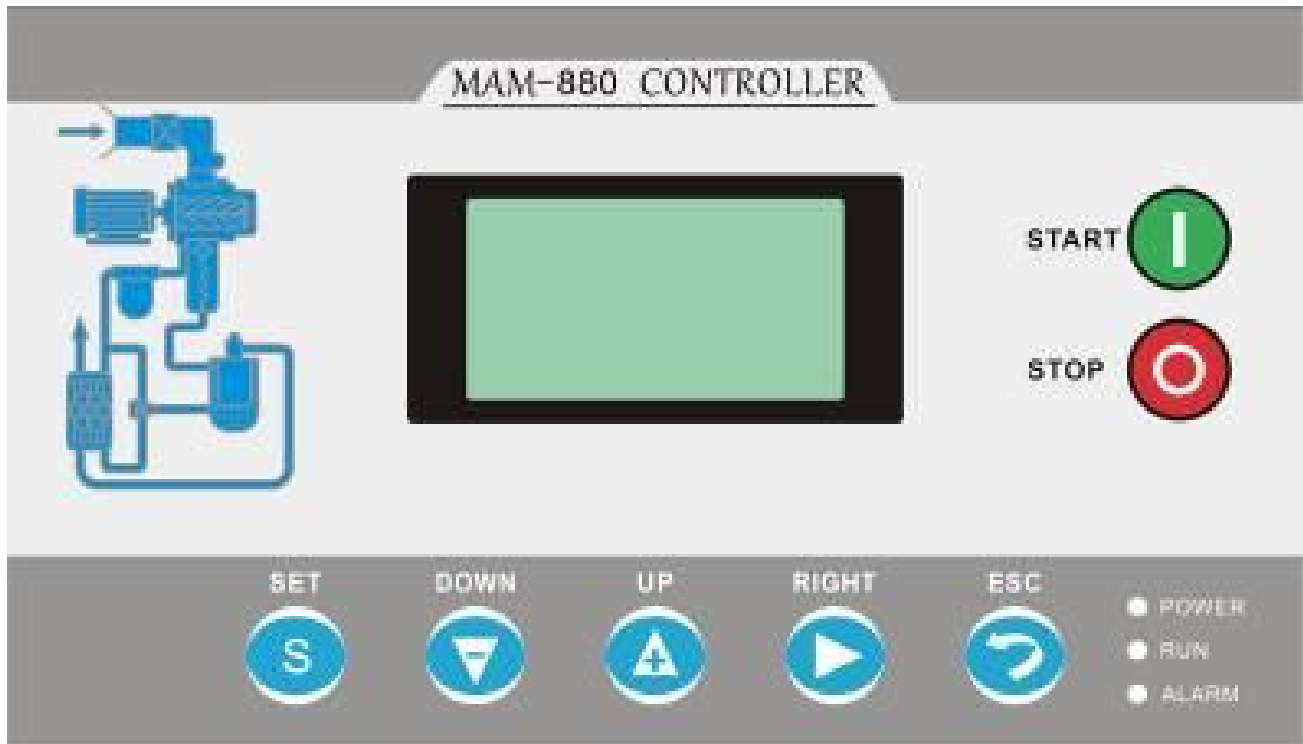 MAM-880 CONTROLLER
START
STOP
SET DOWN UP RIGHT ESC
S
POWER
RUN
ALARM